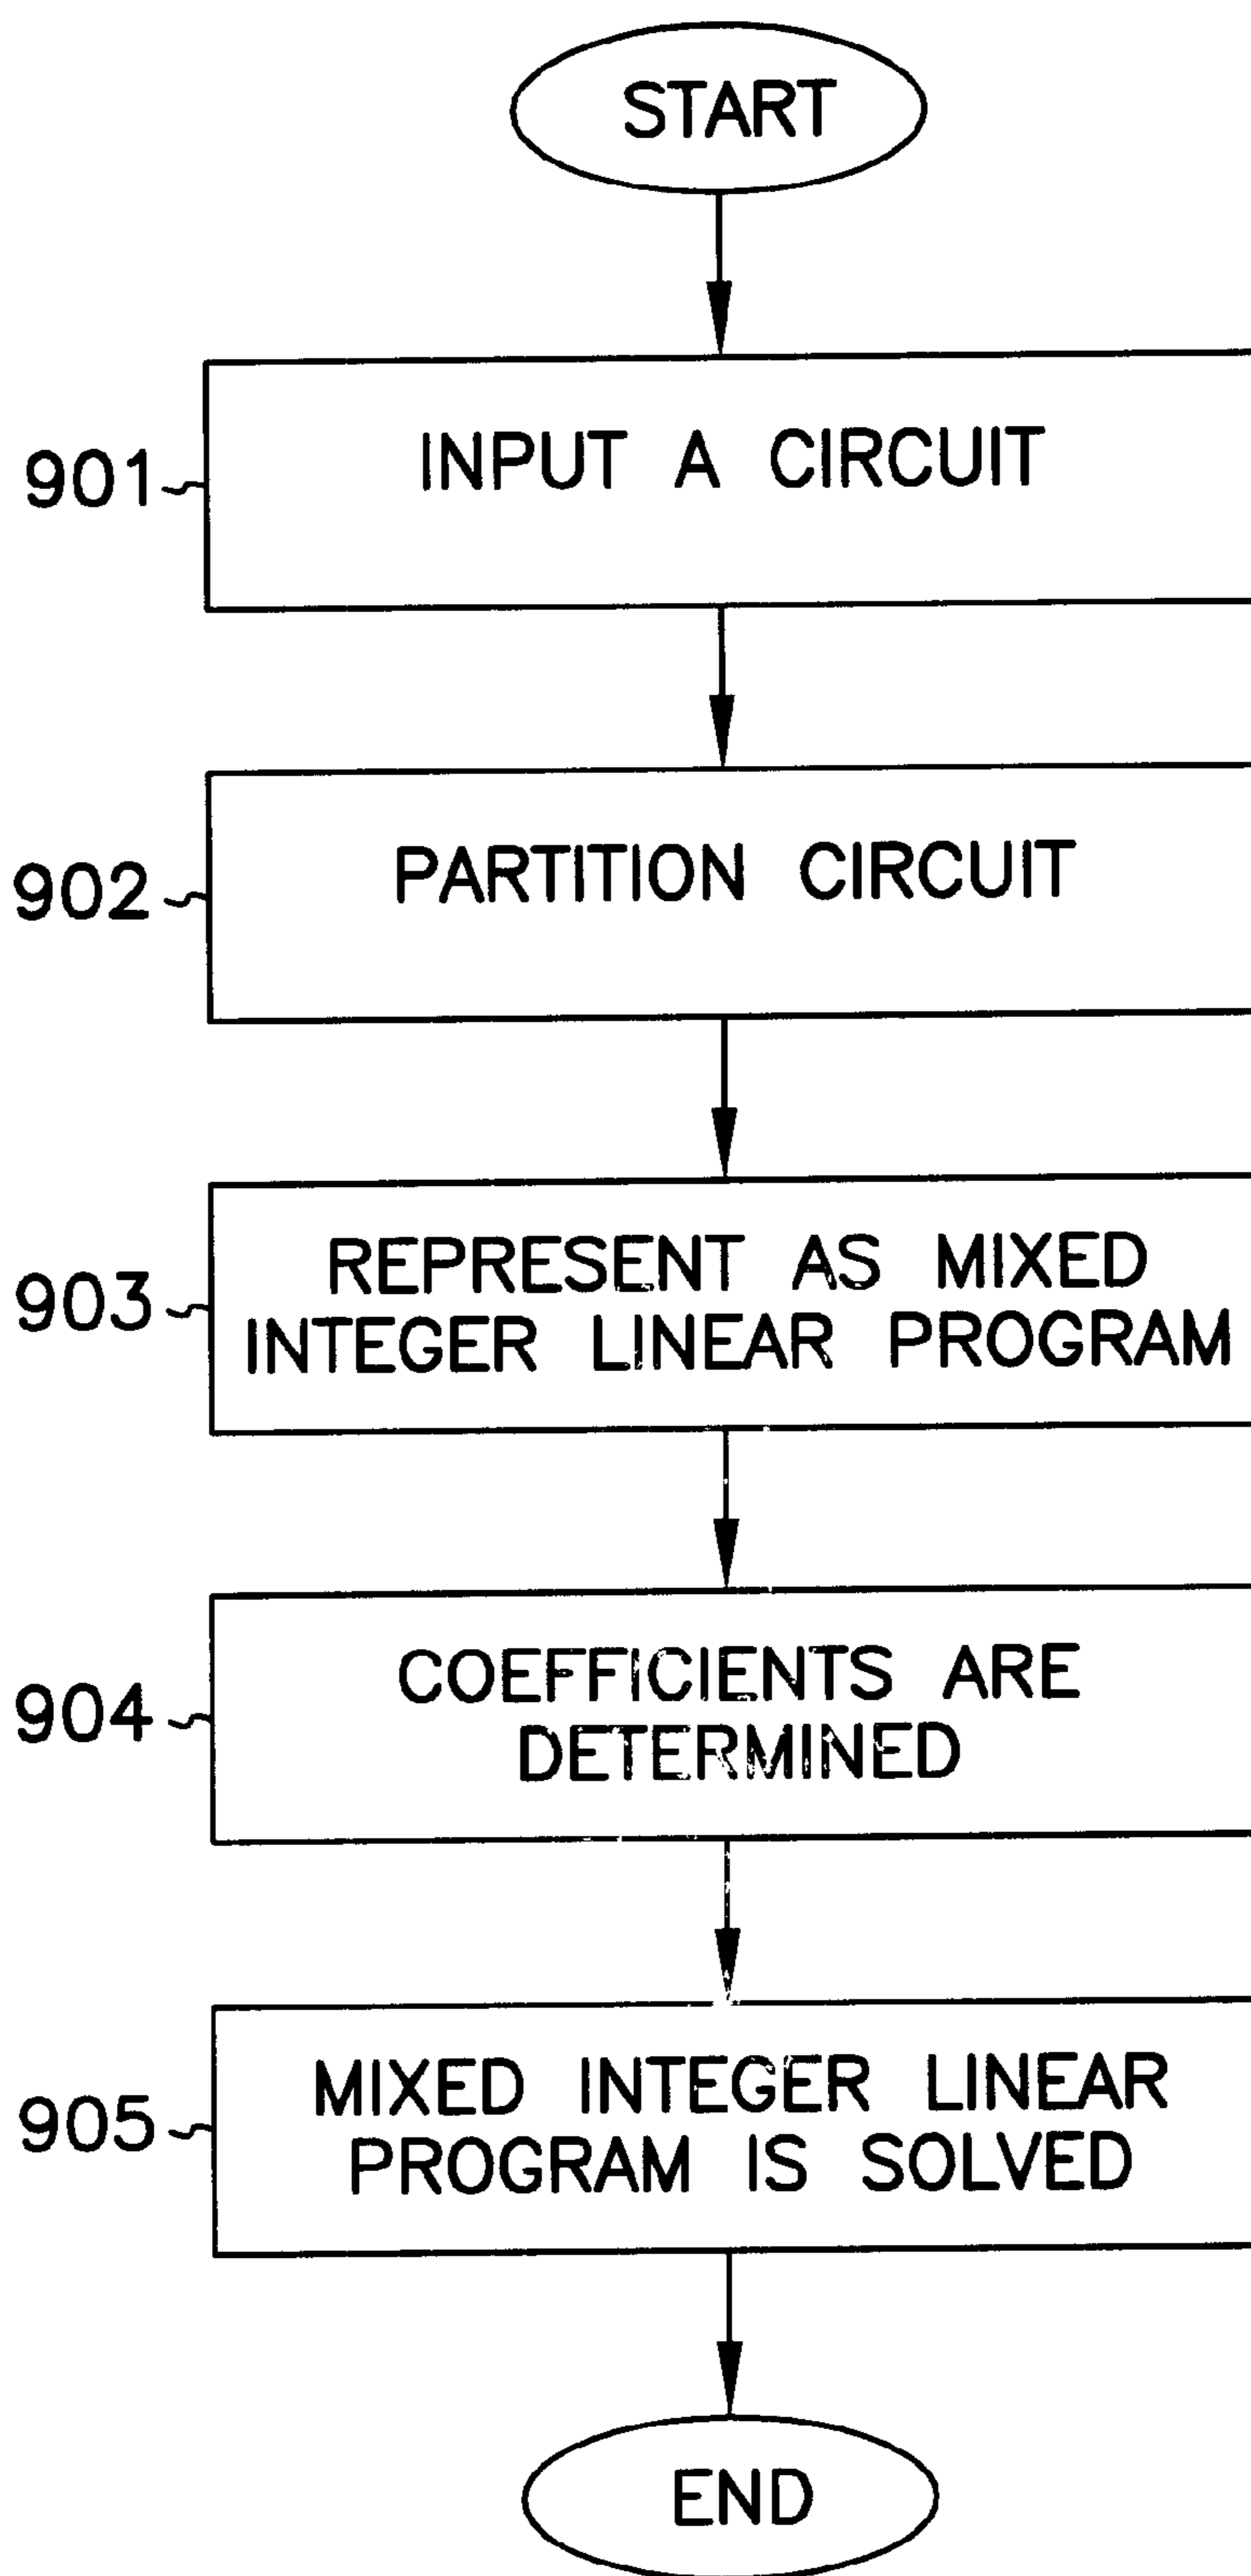 START
901
INPUT A CIRCUIT
902
PARTITION CIRCUIT
903
REPRESENT AS MIXED
INTEGER LINEAR PROGRAM
904
COEFFICIENTS ARE
DETERMINED
905
MIXED INTEGER LINEAR
PROGRAM IS SOLVED
END